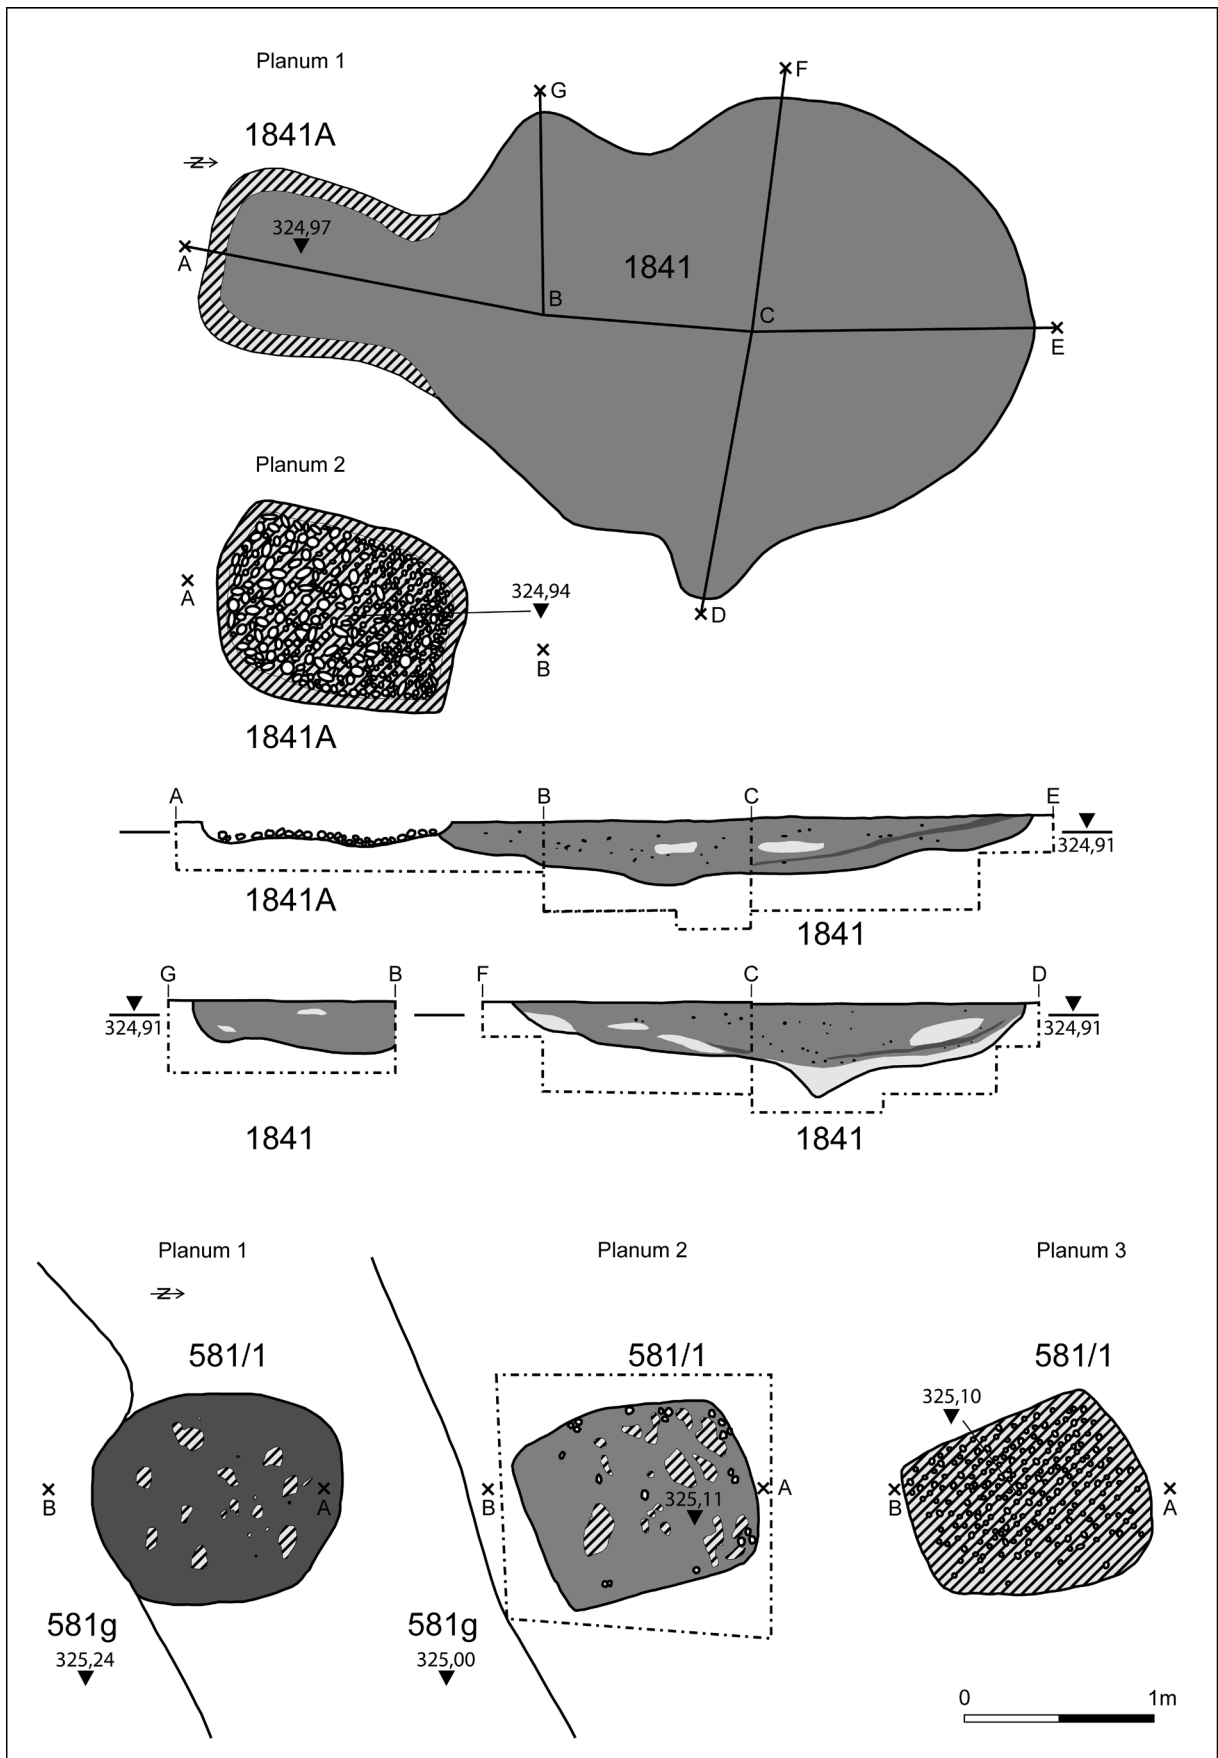 Planum 1
F
G
1841A
N
324,97
1841
A
B
C
E
Planum 2
324,94
A
D
B
1841A
A B C E
324,91
1841A
1841
G B F C D
324,91
324,91
1841
1841
Planum 1
Planum 2
Planum 3
N
581/1
581/1
581/1
325,10
B
A
B
A
325,11
B
A
581g
325,24
581g
325,00
0 1m